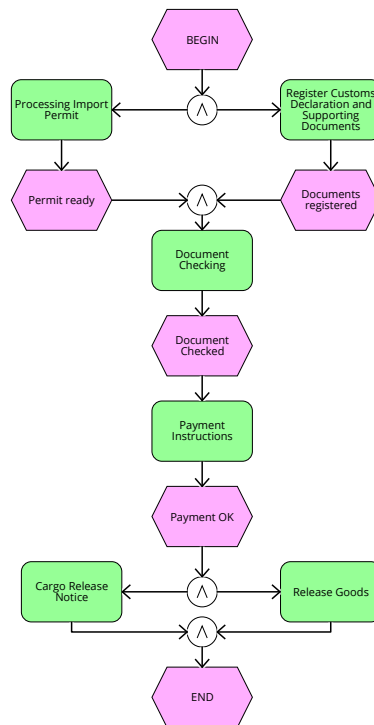 BEGIN
Processing Import
Permit
∧
Register Customs
Declaration and
Supporting
Documents
Permit ready
∧
Documents
registered
Document
Checking
Document
Checked
Payment
Instructions
Payment OK
Cargo Release
Notice
∧
Release Goods
∧
END